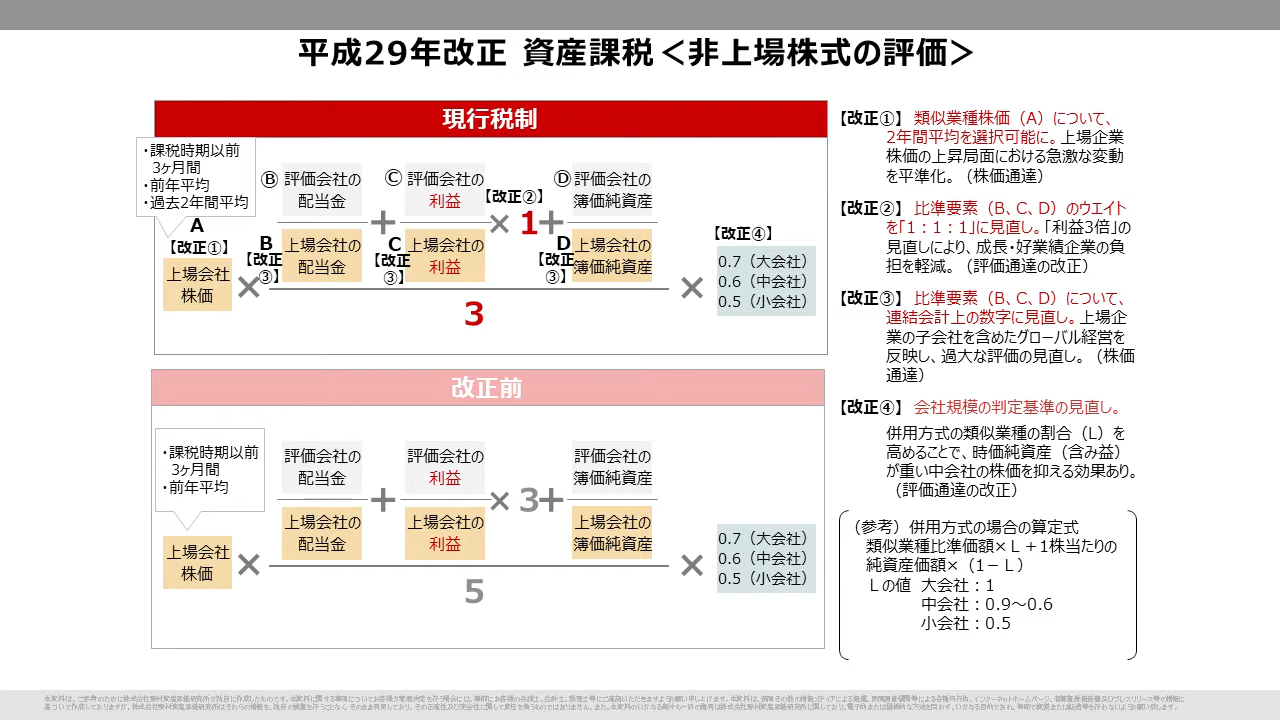 平成29年改正 資産課税＜非上場株式の評価＞
現行税制
・課税時期以前
3ヶ月間
・前年平均
・過去2年間平均
A
【改正①】
上場会社
株価
×
Ⓑ
評価会社の
配当金
B
【改正
③】
上場会社の
配当金
＋
Ⓒ
評価会社の
利益
C
【改正
③】
上場会社の
利益
【改正②】
×1＋
Ⓓ
評価会社の
簿価純資産
D
【改正
③】
上場会社の
簿価純資産
3
×
【改正④】
0.7（大会社）
0.6（中会社）
0.5（小会社）
改正前
・課税時期以前
3ヶ月間
・前年平均
上場会社
株価
×
評価会社の
配当金
上場会社の
配当金
＋
評価会社の
利益
上場会社の
利益
×3＋
評価会社の
簿価純資産
上場会社の
簿価純資産
5
×
0.7（大会社）
0.6（中会社）
0.5（小会社）
【改正①】 類似業種株価（A）について、
2年間平均を選択可能に。上場企業
株価の上昇局面における急激な変動
を平準化。（株価通達）
【改正②】 比準要素（B、C、D）のウエイト
を「1：1：1」に見直し。「利益3倍」の
見直しにより、成長・好業績企業の負
担を軽減。（評価通達の改正）
【改正③】 比準要素（B、C、D）について、
連結会計上の数字に見直し。上場企
業の子会社を含めたグローバル経営を
反映し、過大な評価の見直し。（株価
通達）
【改正④】 会社規模の判定基準の見直し。
併用方式の類似業種の割合（L）を
高めることで、時価純資産（含み益）
が重い中会社の株価を抑える効果あり。
（評価通達の改正）
（参考）併用方式の場合の算定式
類似業種比準価額×Ｌ＋1株当たりの
純資産価額×（1－Ｌ）
Ｌの値 大会社：1
中会社：0.9～0.6
小会社：0.5